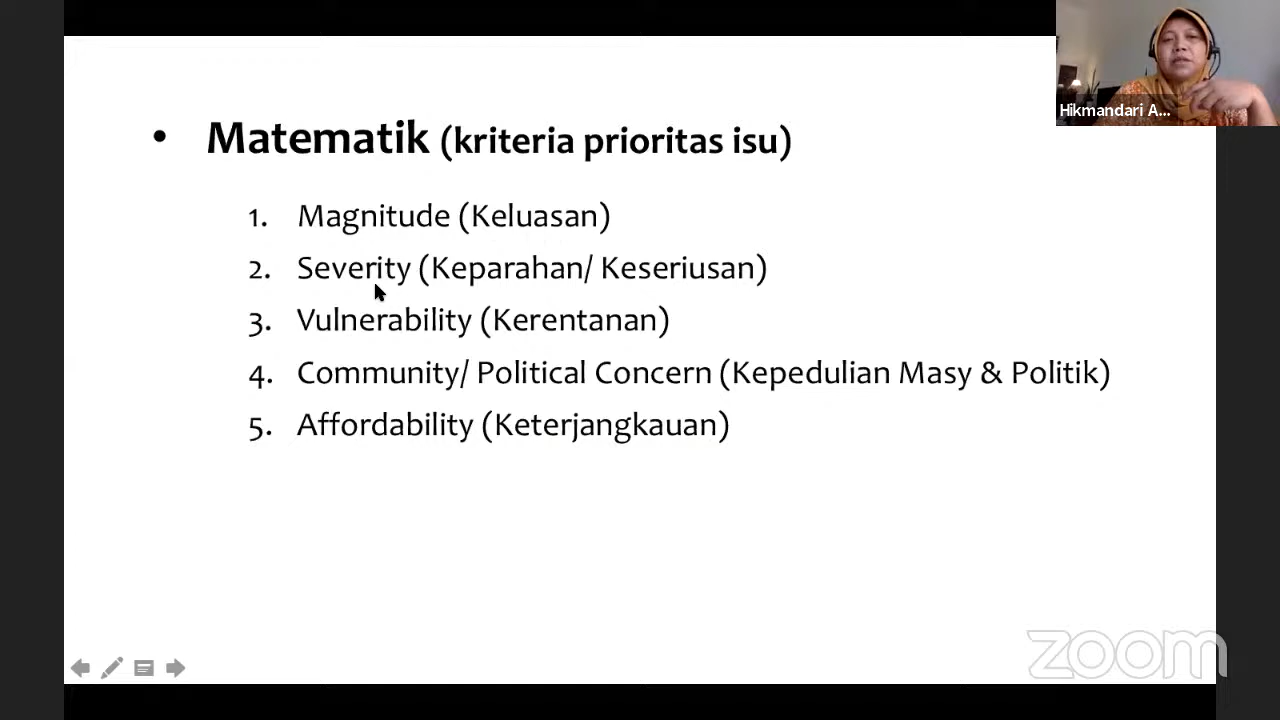 Hikmandari A...
• Matematik (kriteria prioritas isu)
1. Magnitude (Keluasan)
2. Severity (Keparahan/ Keseriusan)
3. Vulnerability (Kerentanan)
4. Community/ Political Concern (Kepedulian Masy & Politik)
5. Affordability (Keterjangkauan)
zoom